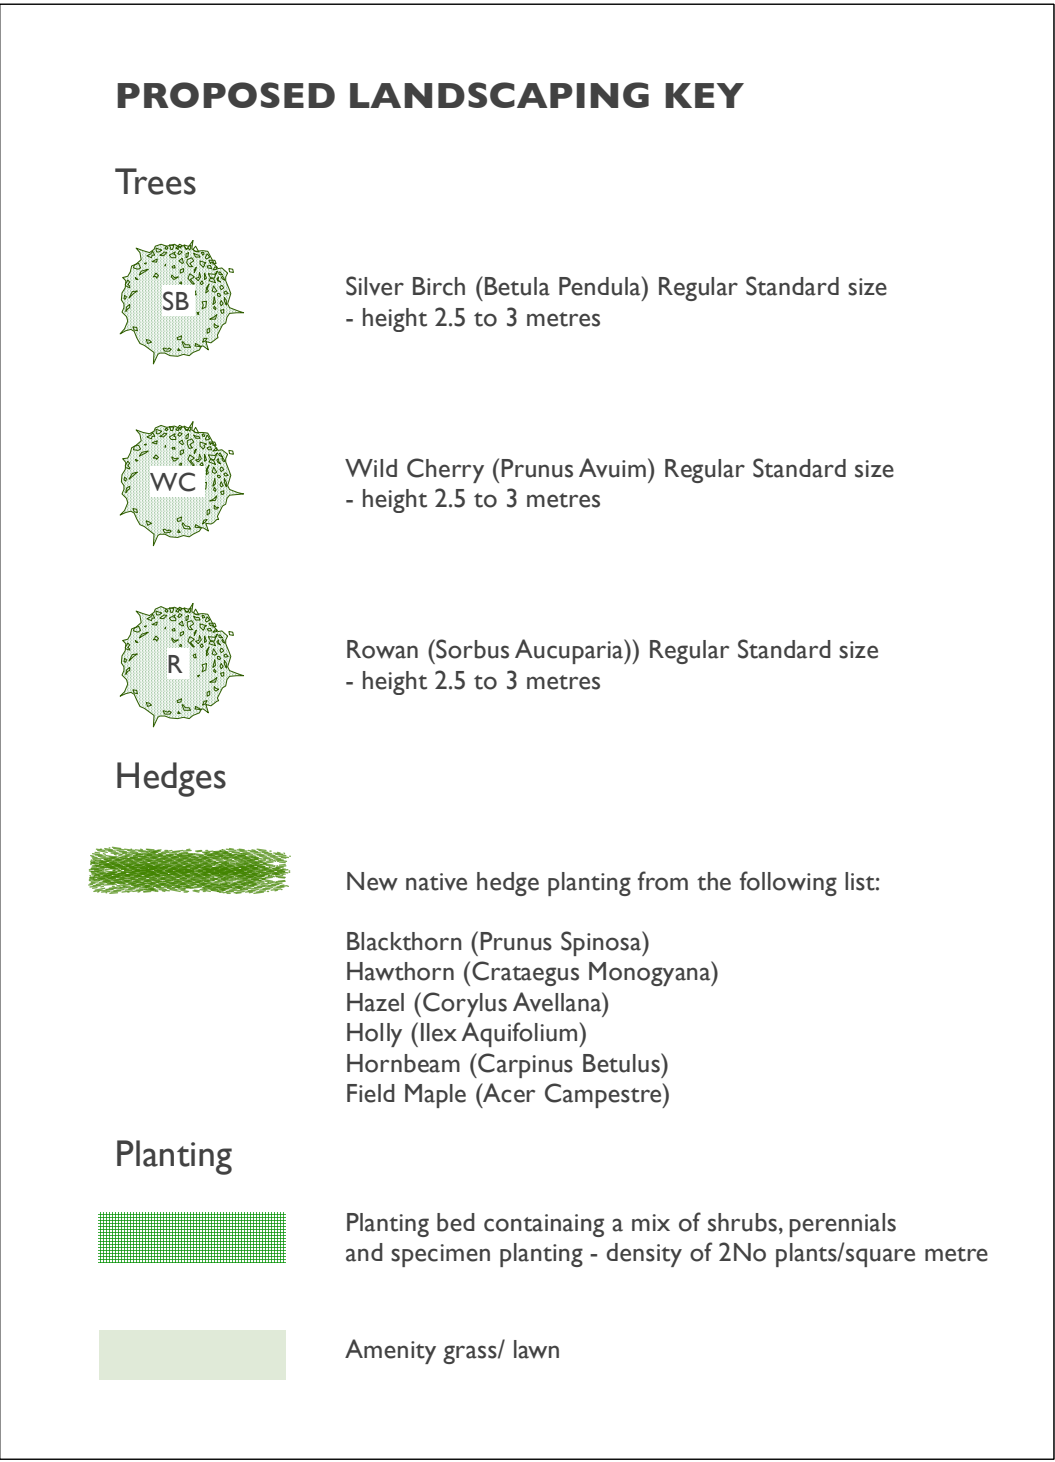 PROPOSED LANDSCAPING KEY
Trees
SB
Silver Birch (Betula Pendula) Regular Standard size
- height 2.5 to 3 metres
WC
Wild Cherry (Prunus Avuim) Regular Standard size
- height 2.5 to 3 metres
R
Rowan (Sorbus Aucuparia)) Regular Standard size
- height 2.5 to 3 metres
Hedges
New native hedge planting from the following list:
Blackthorn (Prunus Spinosa)
Hawthorn (Crataegus Monogyana)
Hazel (Corylus Avellana)
Holly (Ilex Aquifolium)
Hornbeam (Carpinus Betulus)
Field Maple (Acer Campestre)
Planting
Planting bed containaing a mix of shrubs, perennials
and specimen planting - density of 2No plants/square metre
Amenity grass/ lawn